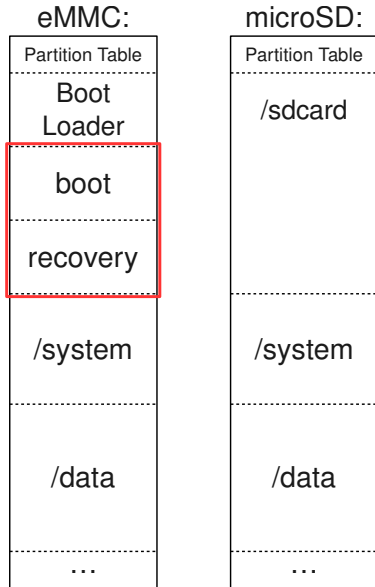 eMMC:
Partition Table
Boot
Loader
boot
recovery
/system
/data
...
microSD:
Partition Table
/sdcard
/system
/data
...